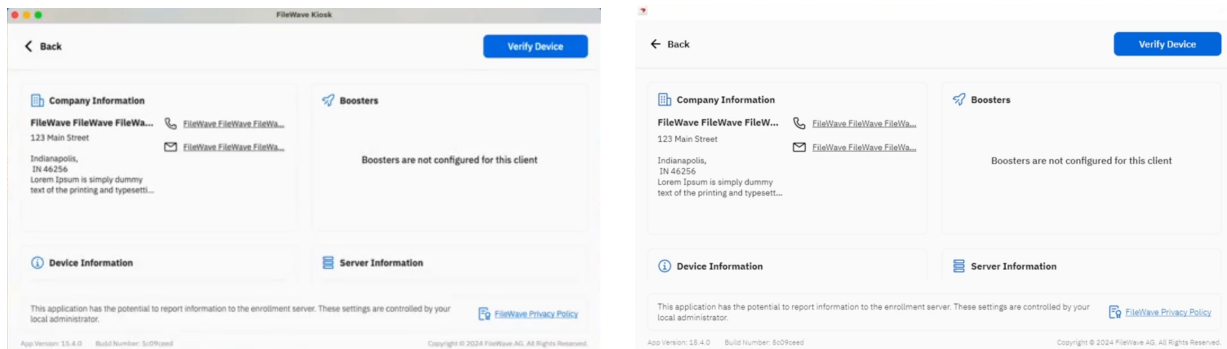 FileWave Kiosk
Back
Verify Device
Company Information
FileWave FileWave FileWa...
123 Main Street
Indianapolis,
IN 46256
Lorem Ipsum is simply dummy
text of the printing and typesetti...
FileWave FileWave FileWa...
FileWave FileWave FileWa...
Boosters
Boosters are not configured for this client
Device Information
Server Information
This application has the potential to report information to the enrollment server. These settings are controlled by your
local administrator.
FileWave Privacy Policy
App Version: 15.4.0 Build Number: 5c09ceed
Copyright © 2024 FileWave AG. All Rights Reserved.
Back
Verify Device
Company Information
FileWave FileWave FileW...
123 Main Street
Indianapolis,
IN 46256
Lorem Ipsum is simply dummy
text of the printing and typesett...
FileWave FileWave FileWa...
FileWave FileWave FileWa...
Boosters
Boosters are not configured for this client
Device Information
Server Information
This application has the potential to report information to the enrollment server. These settings are controlled by your
local administrator.
FileWave Privacy Policy
App Version: 15.4.0 Build Number: 5c09ceed
Copyright © 2024 FileWave AG. All Rights Reserved.